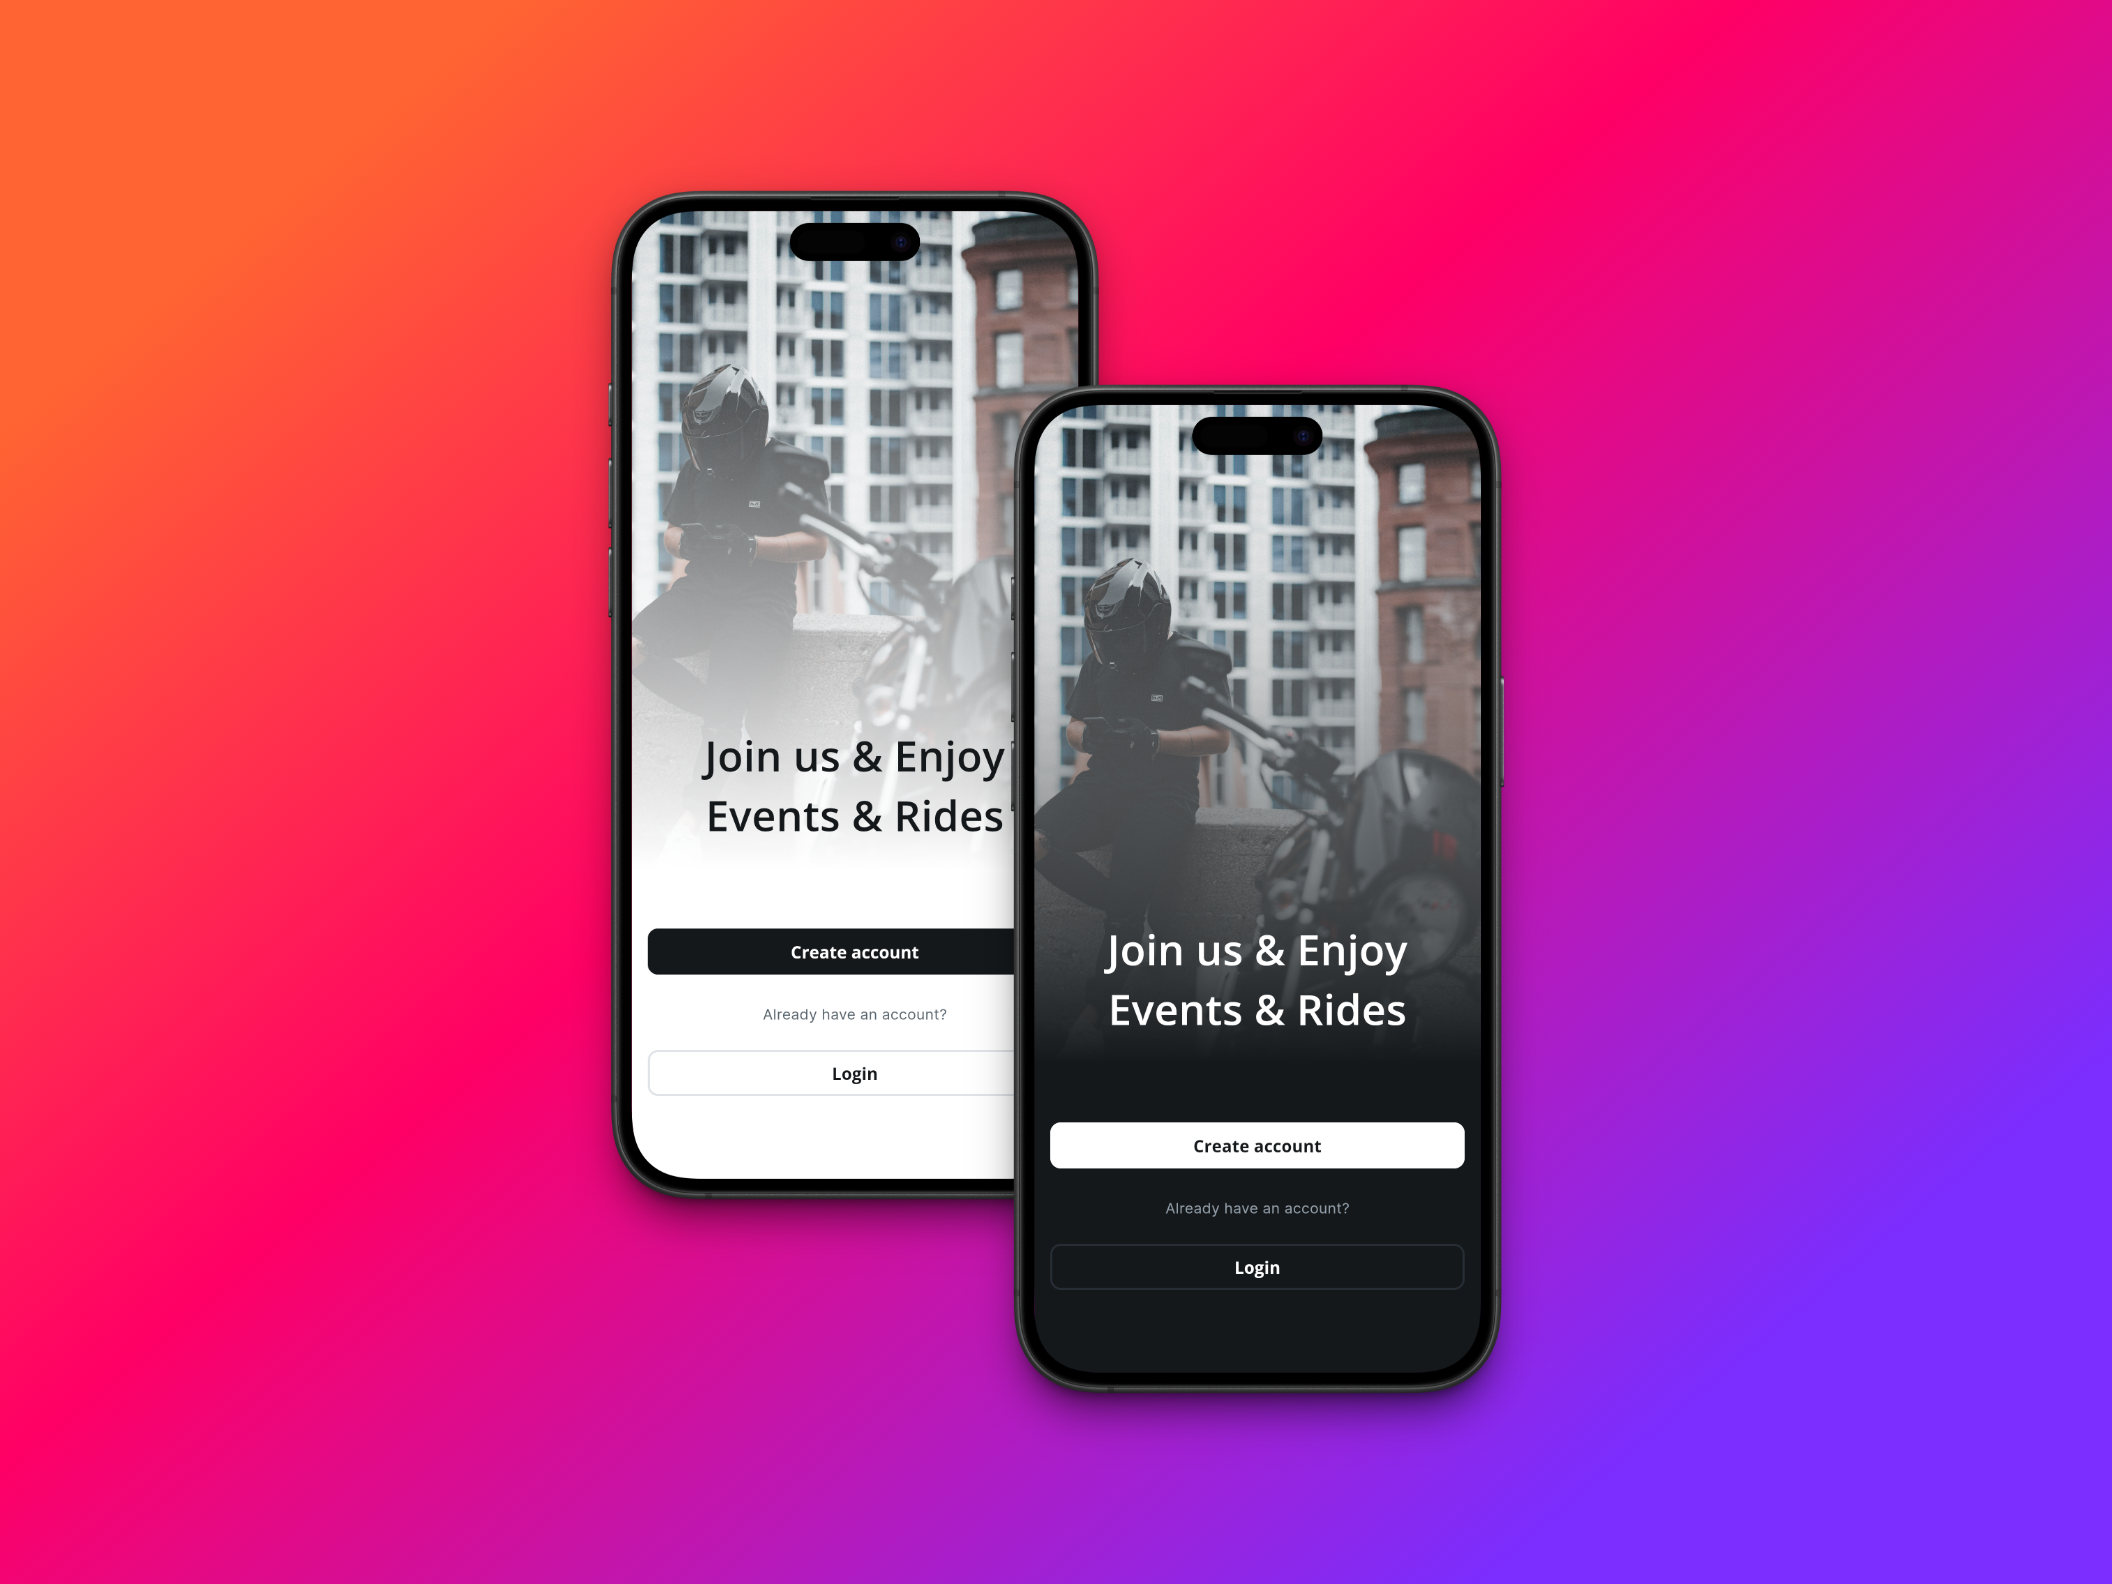 Join us & Enjoy
Events & Rides
Create account
Already have an account?
Login
Join us & Enjoy
Events & Rides
Create account
Already have an account?
Login